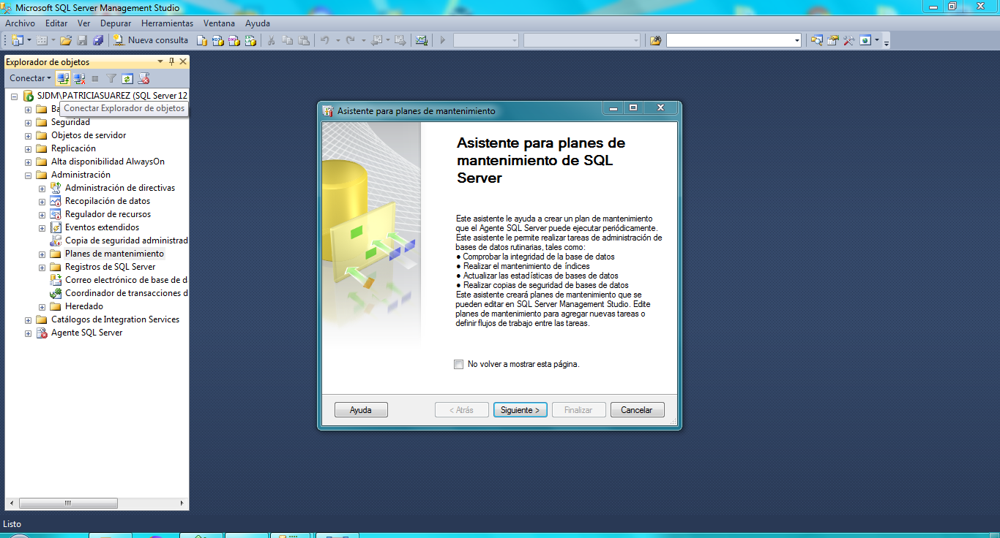 Microsoft SQL Server Management Studio
Archivo Editar Ver Depurar Herramientas Ventana Ayuda
Nueva consulta
Explorador de objetos
Conectar
SJDM\PATRICIASUAREZ (SQL Server 12
Conectar Explorador de objetos
Seguridad
Objetos de servidor
Replicación
Alta disponibilidad AlwaysOn
Administración
Administración de directivas
Recopilación de datos
Regulador de recursos
Eventos extendidos
Copia de seguridad administrad
Planes de mantenimiento
Registros de SQL Server
Correo electrónico de base de d
Coordinador de transacciones d
Heredado
Catálogos de Integration Services
Agente SQL Server
Asistente para planes de mantenimiento
Asistente para planes de
mantenimiento de SQL
Server
Este asistente le ayuda a crear un plan de mantenimiento
que el Agente SQL Server puede ejecutar periódicamente.
Este asistente le permite realizar tareas de administración de
bases de datos rutinarias, tales como:
● Comprobar la integridad de la base de datos
● Realizar el mantenimiento de índices
● Actualizar las estadísticas de bases de datos
● Realizar copias de seguridad de bases de datos
Este asistente creará planes de mantenimiento que se
pueden editar en SQL Server Management Studio. Edite
planes de mantenimiento para agregar nuevas tareas o
definir flujos de trabajo entre las tareas.
No volver a mostrar esta página.
Ayuda < Atrás Siguiente > Finalizar Cancelar
Listo